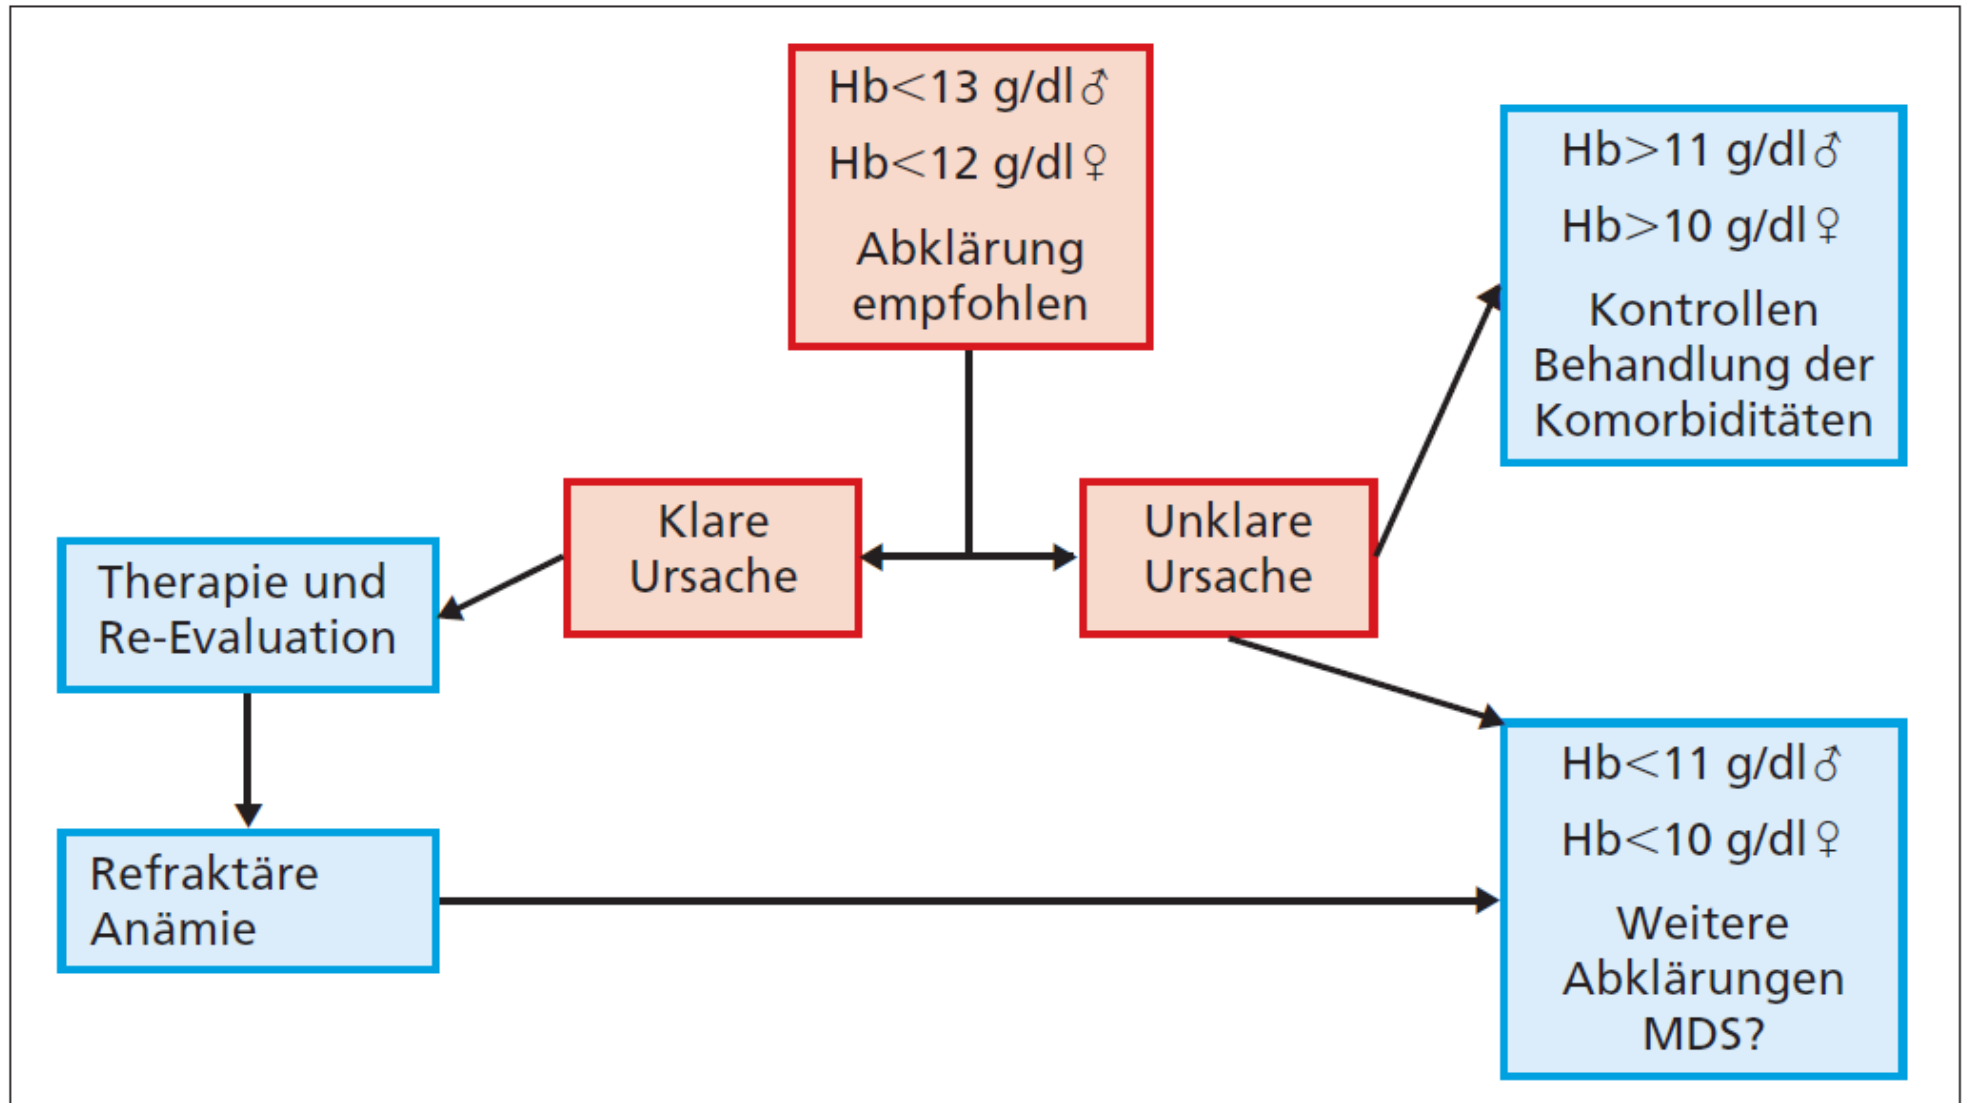 Hb<13 g/dl♂
Hb<12 g/dl♀
Abklärung
empfohlen
Hb>11 g/dl♂
Hb>10 g/dl♀
Kontrollen
Behandlung der
Komorbiditäten
Klare
Ursache
Unklare
Ursache
Therapie und
Re-Evaluation
Refraktäre
Anämie
Hb<11 g/dl♂
Hb<10 g/dl♀
Weitere
Abklärungen
MDS?